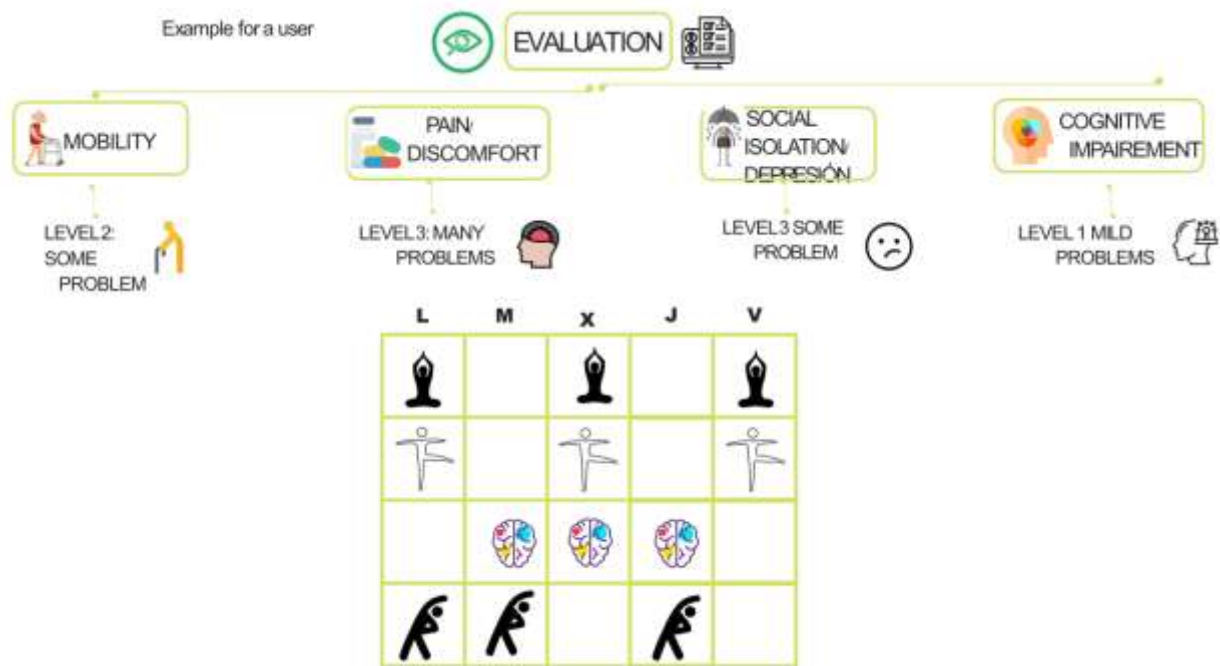 Example for a user
EVALUATION
MOBILITY
PAIN/
DISCOMFORT
SOCIAL
ISOLATION/
DEPRESIÓN
COGNITIVE
IMPAIREMENT
LEVEL 2:
SOME
PROBLEM
LEVEL 3: MANY
PROBLEMS
LEVEL 3 SOME
PROBLEM
LEVEL 1 MILD
PROBLEMS
L M X J V